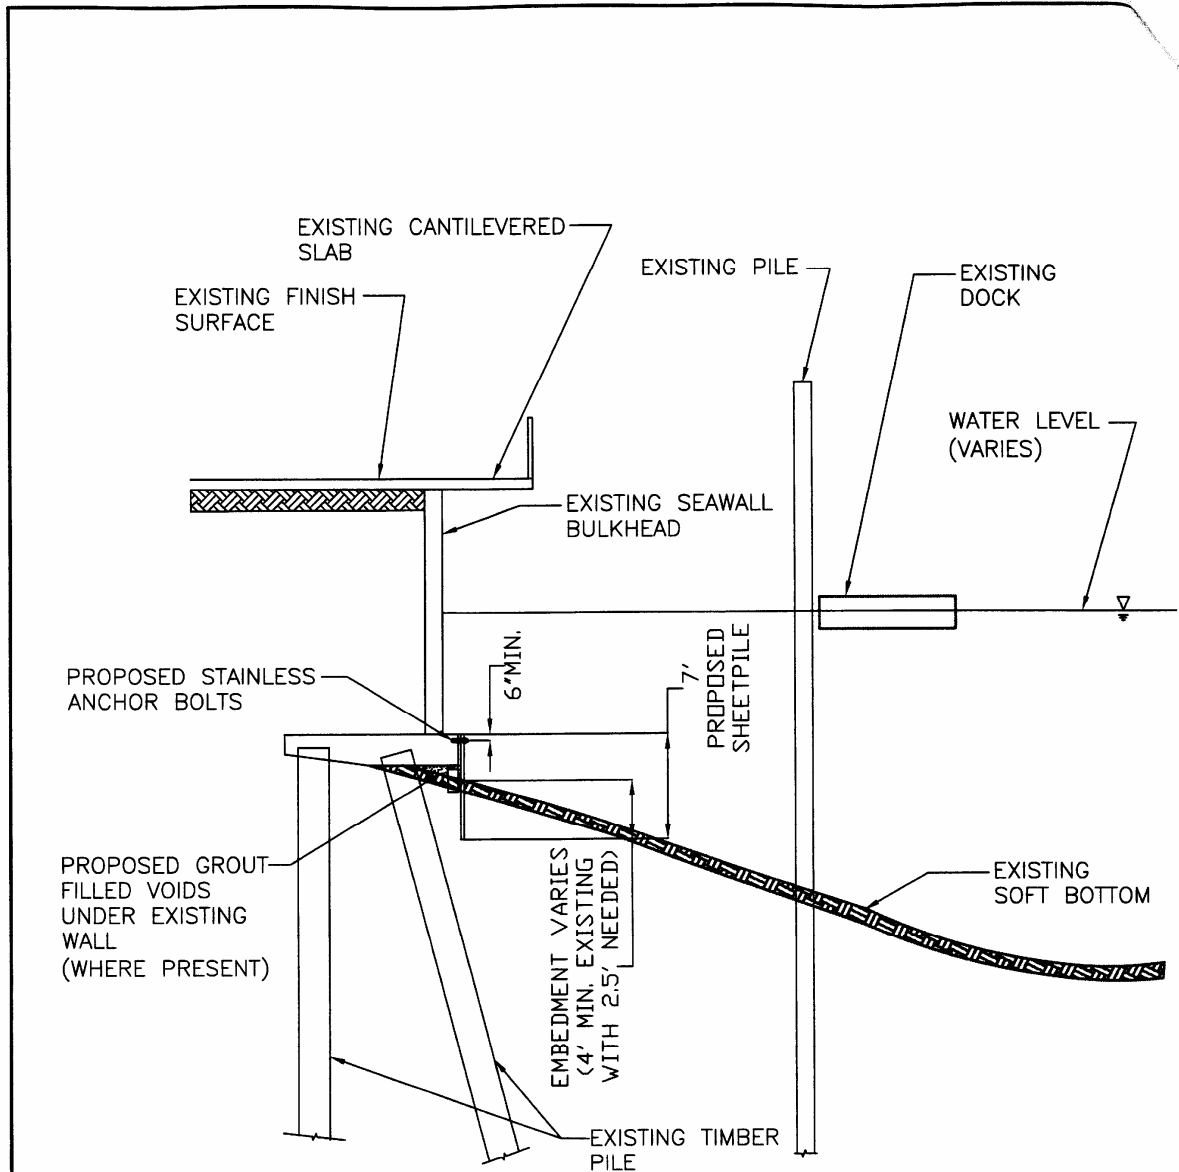 EXISTING CANTILEVERED
SLAB
EXISTING PILE
EXISTING
DOCK
EXISTING FINISH
SURFACE
WATER LEVEL
(VARIES)
EXISTING SEAWALL
BULKHEAD
6"MIN.
7'
PROPOSED
SHEETPILE
PROPOSED STAINLESS
ANCHOR BOLTS
PROPOSED GROUT
FILLED VOIDS
UNDER EXISTING
WALL
(WHERE PRESENT)
EMBEDMENT VARIES
(4' MIN. EXISTING
WITH 2.5' NEEDED)
EXISTING
SOFT BOTTOM
EXISTING TIMBER
PILE